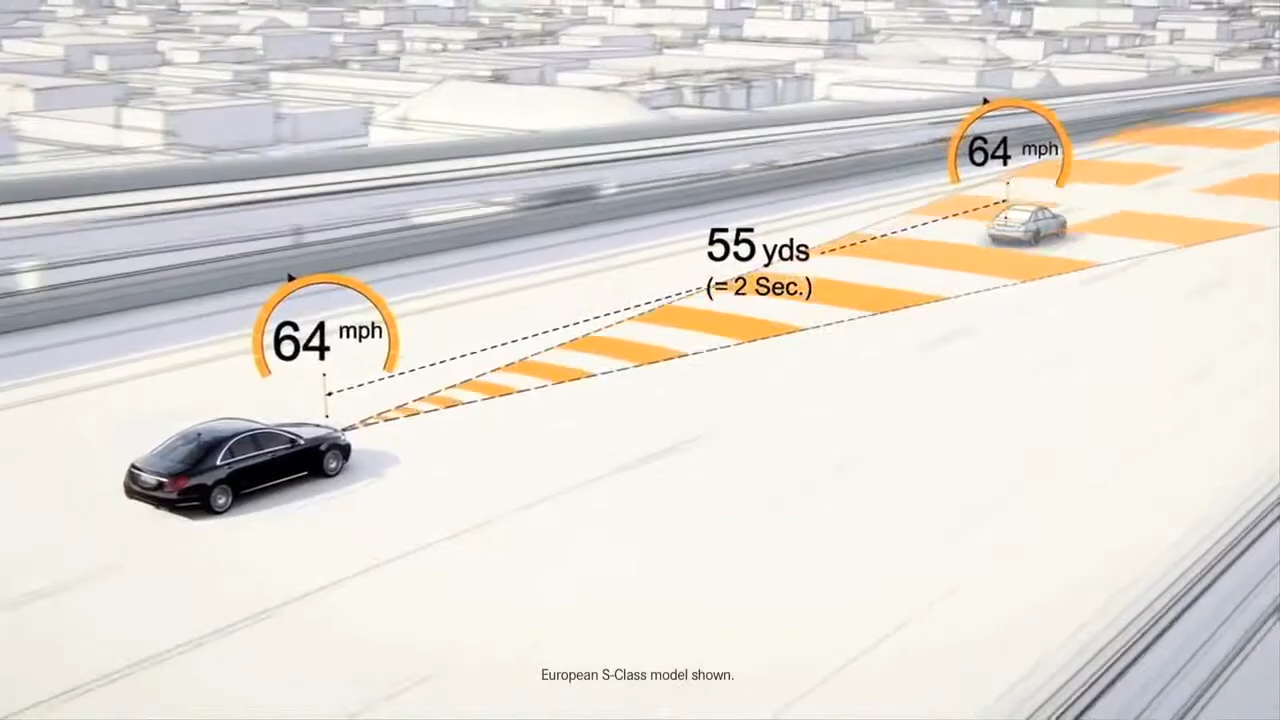 64 mph
55 yds
(= 2 Sec.)
64 mph
European S-Class model shown.